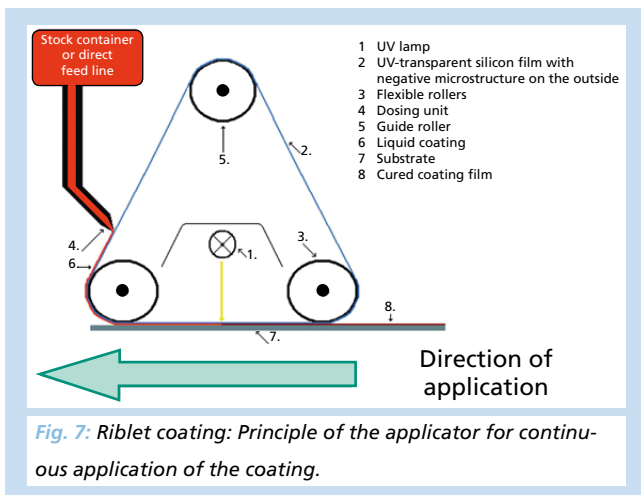 Stock container
or direct
feed line
1 UV lamp
2 UV-transparent silicon film with
negative microstructure on the outside
3 Flexible rollers
4 Dosing unit
5 Guide roller
6 Liquid coating
7 Substrate
8 Cured coating film
5.
2.
4.
3.
1.
6.
8.
7.
Direction of
application
Fig. 7: Riblet coating: Principle of the applicator for continu-
ous application of the coating.